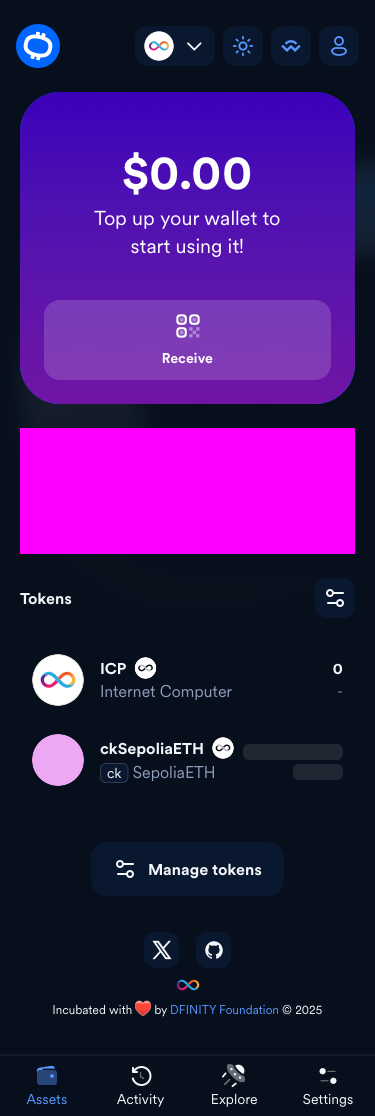 $0.00
Top up your wallet to
start using it!
Receive
Tokens
ICP
0
Internet Computer
-
ckSepoliaETH
ck SepoliaETH
Manage tokens
Incubated with ❤️ by DFINITY Foundation © 2025
Assets Activity Explore Settings